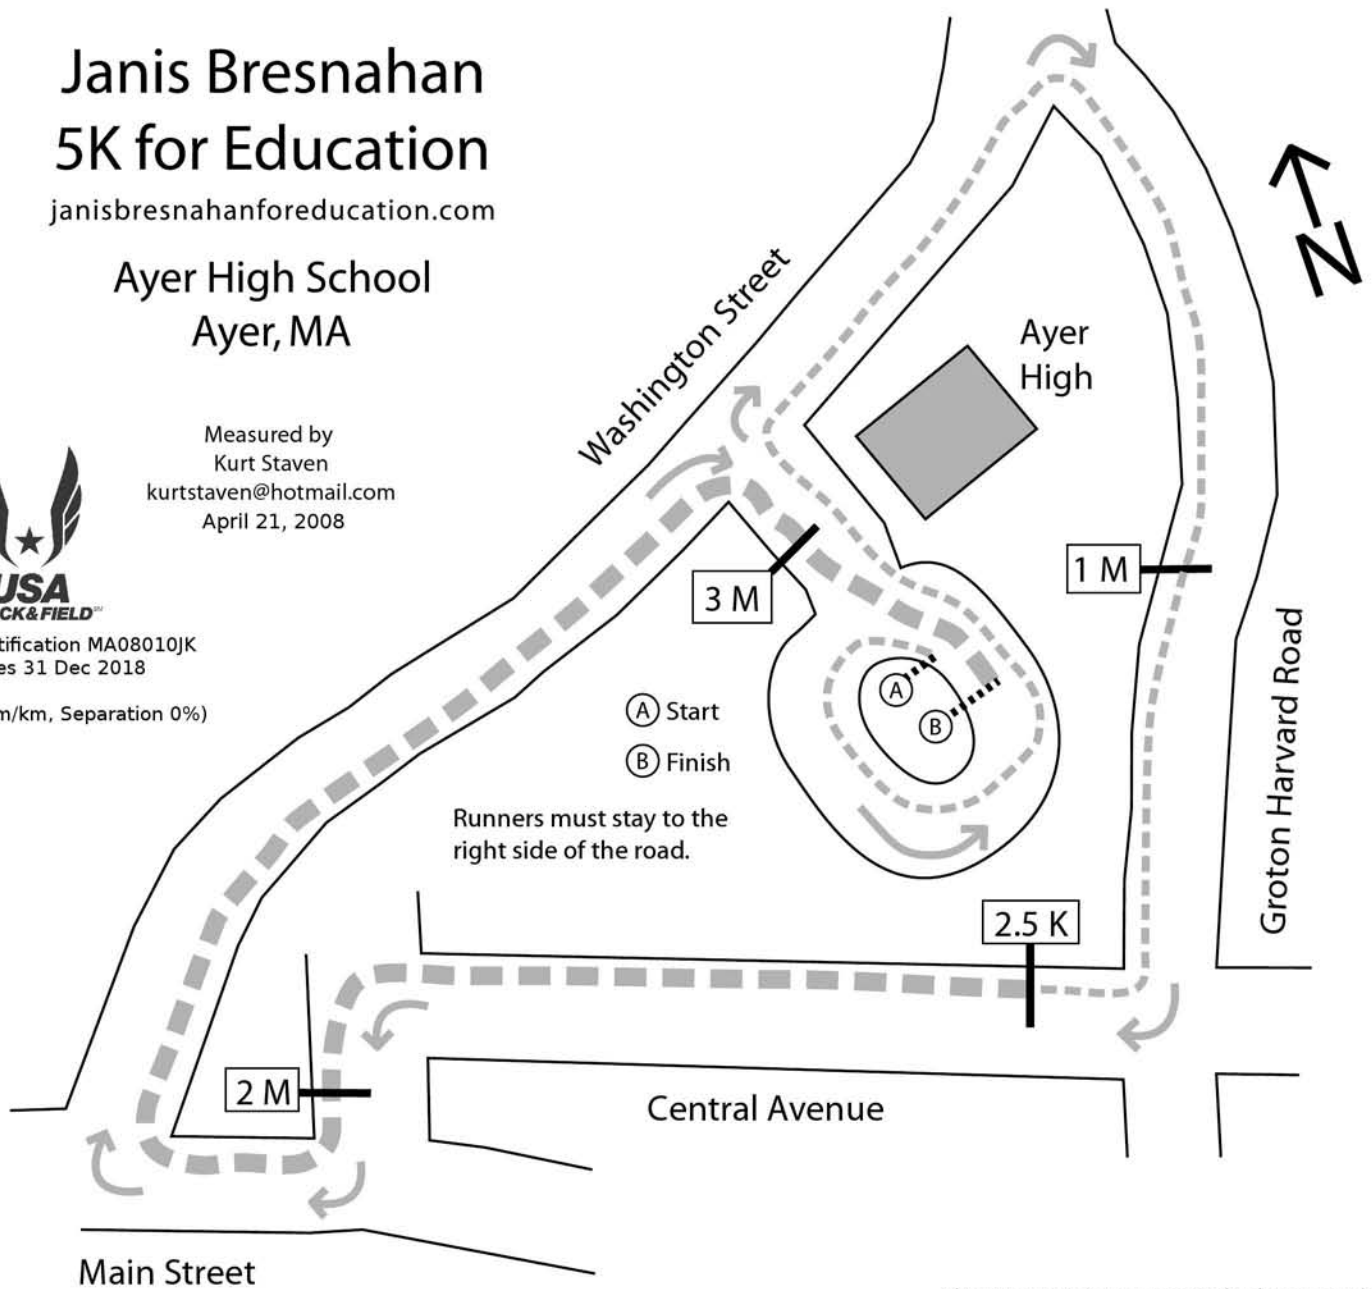 Janis Bresnahan
5K for Education
janisbresnahanforeducation.com
Ayer High School
Ayer, MA
Measured by
Kurt Staven
kurtstaven@hotmail.com
April 21, 2008
USA
CK&FIELD
tification MA08010JK
es 31 Dec 2018
m/km, Separation 0%)
Washington Street
Ayer
High
N
1 M
3 M
A
B
A Start
B Finish
Runners must stay to the
right side of the road.
Groton Harvard Road
2.5 K
2 M
Central Avenue
Main Street